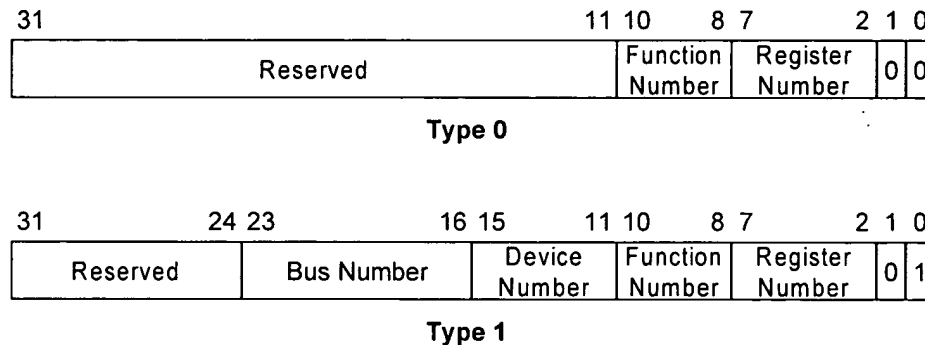 31 11 10 8 7 2 1 0
Reserved Function Number Register Number 0 0
Type 0
31 24 23 16 15 11 10 8 7 2 1 0
Reserved Bus Number Device Number Function Number Register Number 0 1
Type 1